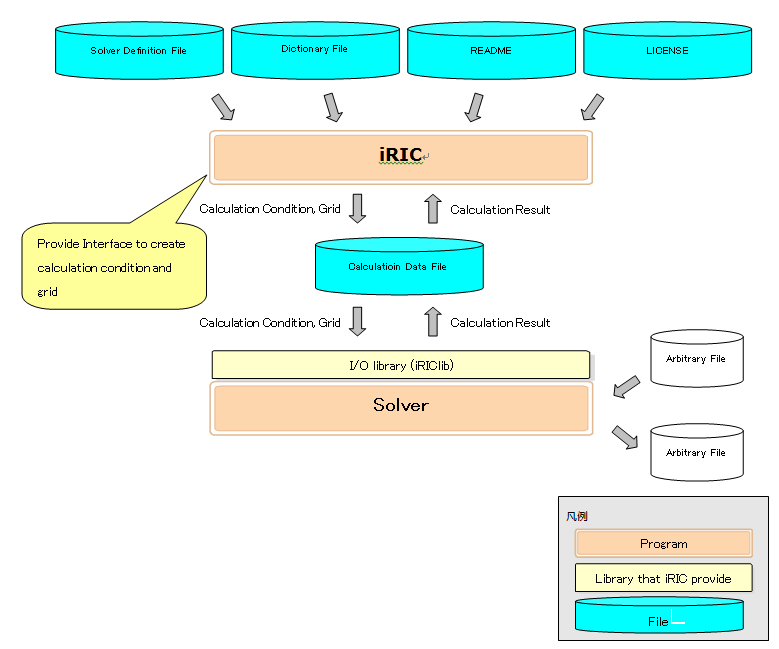 Solver Definition File
Dictionary File
README
LICENSE
iRIC
Calculation Condition, Grid
Calculation Result
Provide Interface to create
calculation condition and
grid
Calculatioin Data File
Calculation Condition, Grid
Calculation Result
I/O library (iRIClib)
Solver
Arbitrary File
Arbitrary File
凡例
Program
Library that iRIC provide
File